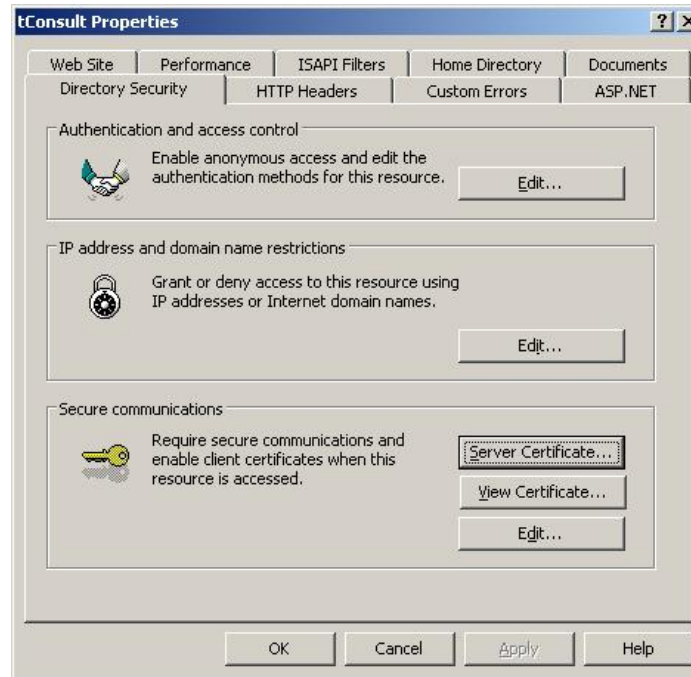 tConsult Properties
Web Site Performance ISAPI Filters Home Directory Documents
Directory Security HTTP Headers Custom Errors ASP.NET
Authentication and access control
Enable anonymous access and edit the
authentication methods for this resource.
Edit...
IP address and domain name restrictions
Grant or deny access to this resource using
IP addresses or Internet domain names.
Edit...
Secure communications
Require secure communications and
enable client certificates when this
resource is accessed.
Server Certificate...
View Certificate...
Edit...
OK Cancel Apply Help